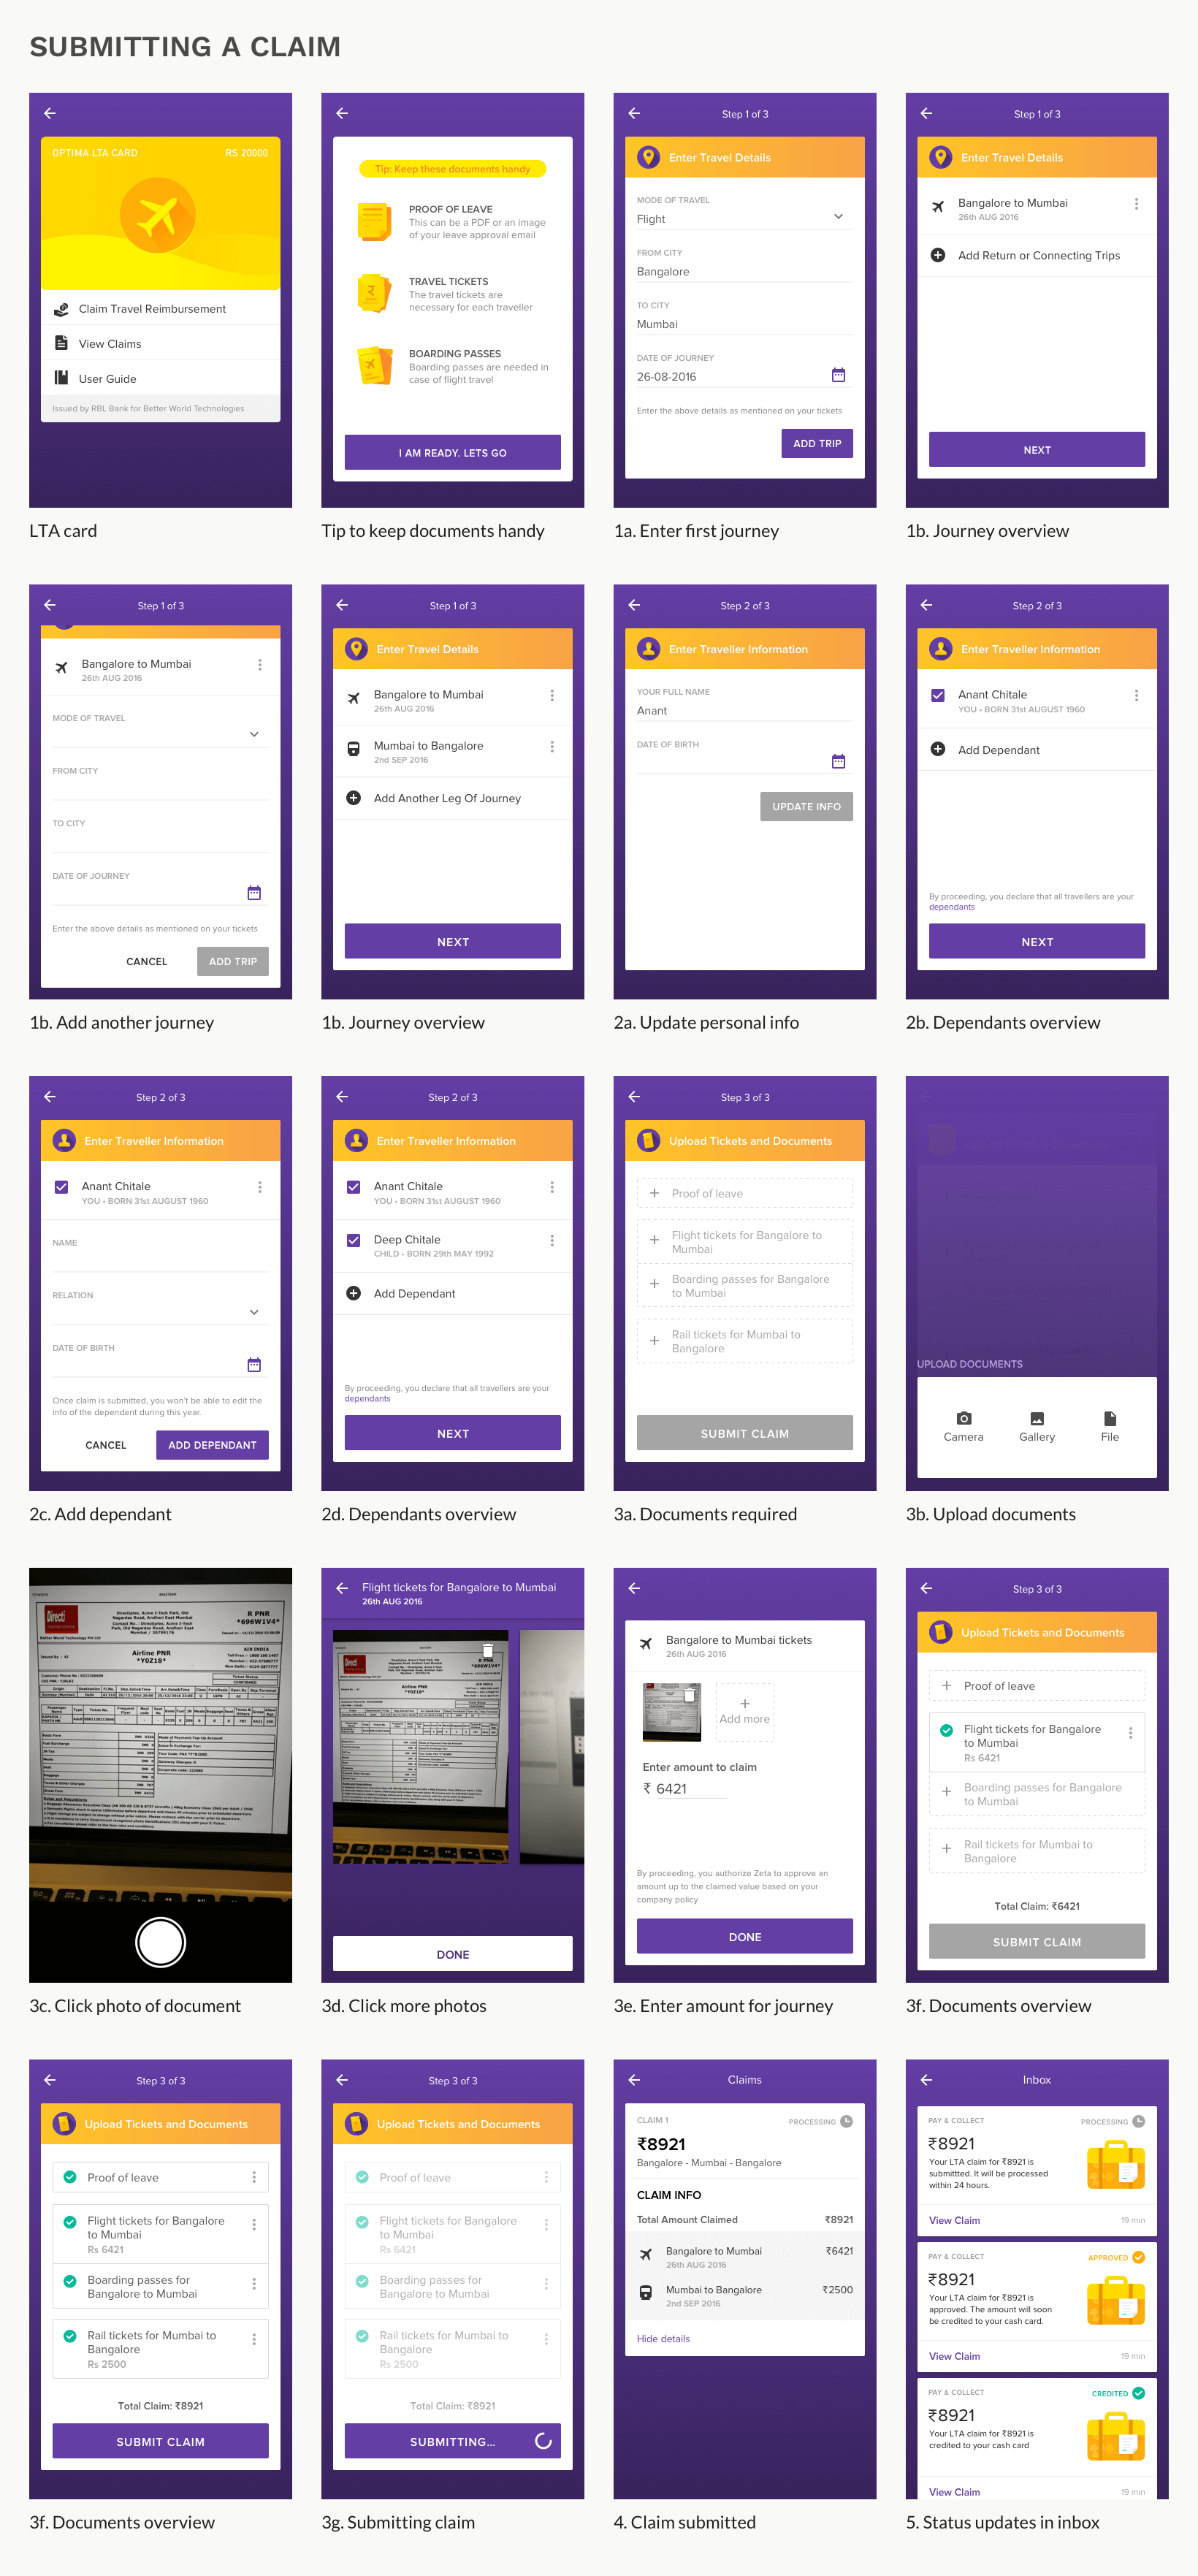 SUBMITTING A CLAIM
OPTIMA LTA CARD
RS 20000
Claim Travel Reimbursement
View Claims
User Guide
Issued by RBL Bank for Better World Technologies
LTA card
Tip: Keep these documents handy
PROOF OF LEAVE
This can be a PDF or an image
of your leave approval email
TRAVEL TICKETS
The travel tickets are
necessary for each traveller
BOARDING PASSES
Boarding passes are needed in
case of flight travel
I AM READY. LETS GO
Tip to keep documents handy
Step 1 of 3
Enter Travel Details
MODE OF TRAVEL
Flight
FROM CITY
Bangalore
TO CITY
Mumbai
DATE OF JOURNEY
26-08-2016
Enter the above details as mentioned on your tickets
ADD TRIP
1a. Enter first journey
Step 1 of 3
Enter Travel Details
Bangalore to Mumbai
26th AUG 2016
Add Return or Connecting Trips
NEXT
1b. Journey overview
Step 1 of 3
Bangalore to Mumbai
26th AUG 2016
MODE OF TRAVEL
FROM CITY
TO CITY
DATE OF JOURNEY
Enter the above details as mentioned on your tickets
CANCEL
ADD TRIP
1b. Add another journey
Step 1 of 3
Enter Travel Details
Bangalore to Mumbai
26th AUG 2016
Mumbai to Bangalore
2nd SEP 2016
Add Another Leg Of Journey
NEXT
1b. Journey overview
Step 2 of 3
Enter Traveller Information
YOUR FULL NAME
Anant
DATE OF BIRTH
UPDATE INFO
2a. Update personal info
Step 2 of 3
Enter Traveller Information
Anant Chitale
YOU • BORN 31st AUGUST 1960
Add Dependant
By proceeding, you declare that all travellers are your
dependants
NEXT
2b. Dependants overview
Step 2 of 3
Enter Traveller Information
Anant Chitale
YOU • BORN 31st AUGUST 1960
NAME
RELATION
DATE OF BIRTH
Once claim is submitted, you won't be able to edit the
info of the dependent during this year.
CANCEL
ADD DEPENDANT
2c. Add dependant
Step 2 of 3
Enter Traveller Information
Anant Chitale
YOU • BORN 31st AUGUST 1960
Deep Chitale
CHILD • BORN 29th MAY 1992
Add Dependant
By proceeding, you declare that all travellers are your
dependants
NEXT
2d. Dependants overview
Step 3 of 3
Upload Tickets and Documents
Proof of leave
Flight tickets for Bangalore to
Mumbai
Boarding passes for Bangalore
to Mumbai
Rail tickets for Mumbai to
Bangalore
SUBMIT CLAIM
3a. Documents required
UPLOAD DOCUMENTS
Camera
Gallery
File
3b. Upload documents
Directi
R PNR
*696W1V4*
Airline PNR
*Y0Z18*
AIR INDIA
3c. Click photo of document
Flight tickets for Bangalore to Mumbai
26th AUG 2016
Directi
R PNR
Airline PNR
*Y0Z18*
DONE
3d. Click more photos
Bangalore to Mumbai tickets
26th AUG 2016
Add more
Enter amount to claim
₹ 6421
By proceeding, you authorize Zeta to approve an
amount up to the claimed value based on your
company policy
DONE
3e. Enter amount for journey
Step 3 of 3
Upload Tickets and Documents
Proof of leave
Flight tickets for Bangalore
to Mumbai
Rs 6421
Boarding passes for Bangalore
to Mumbai
Rail tickets for Mumbai to
Bangalore
Total Claim: ₹6421
SUBMIT CLAIM
3f. Documents overview
Step 3 of 3
Upload Tickets and Documents
Proof of leave
Flight tickets for Bangalore
to Mumbai
Rs 6421
Boarding passes for
Bangalore to Mumbai
Rail tickets for Mumbai to
Bangalore
Rs 2500
Total Claim: ₹8921
SUBMIT CLAIM
3f. Documents overview
Step 3 of 3
Upload Tickets and Documents
Proof of leave
Flight tickets for Bangalore
to Mumbai
Rs 6421
Boarding passes for
Bangalore to Mumbai
Rail tickets for Mumbai to
Bangalore
Rs 2500
Total Claim: ₹8921
SUBMITTING...
3g. Submitting claim
Claims
CLAIM 1
PROCESSING
₹8921
Bangalore - Mumbai - Bangalore
CLAIM INFO
Total Amount Claimed
₹8921
Bangalore to Mumbai
₹6421
26th AUG 2016
Mumbai to Bangalore
₹2500
2nd SEP 2016
Hide details
4. Claim submitted
Inbox
PAY & COLLECT
PROCESSING
₹8921
Your LTA claim for ₹8921 is
submittted. It will be processed
within 24 hours.
View Claim
19 min
PAY & COLLECT
APPROVED
₹8921
Your LTA claim for ₹8921 is
approved. The amount will soon
be credited to your cash card.
View Claim
19 min
PAY & COLLECT
CREDITED
₹8921
Your LTA claim for ₹8921 is
credited to your cash card
View Claim
19 min
5. Status updates in inbox